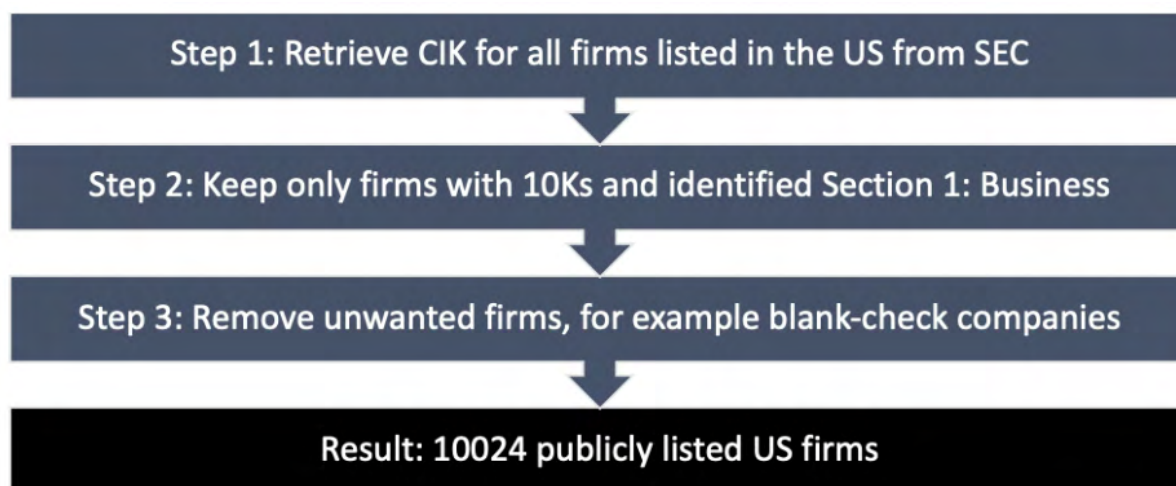 Step 1: Retrieve CIK for all firms listed in the US from SEC
Step 2: Keep only firms with 10Ks and identified Section 1: Business
Step 3: Remove unwanted firms, for example blank-check companies
Result: 10024 publicly listed US firms